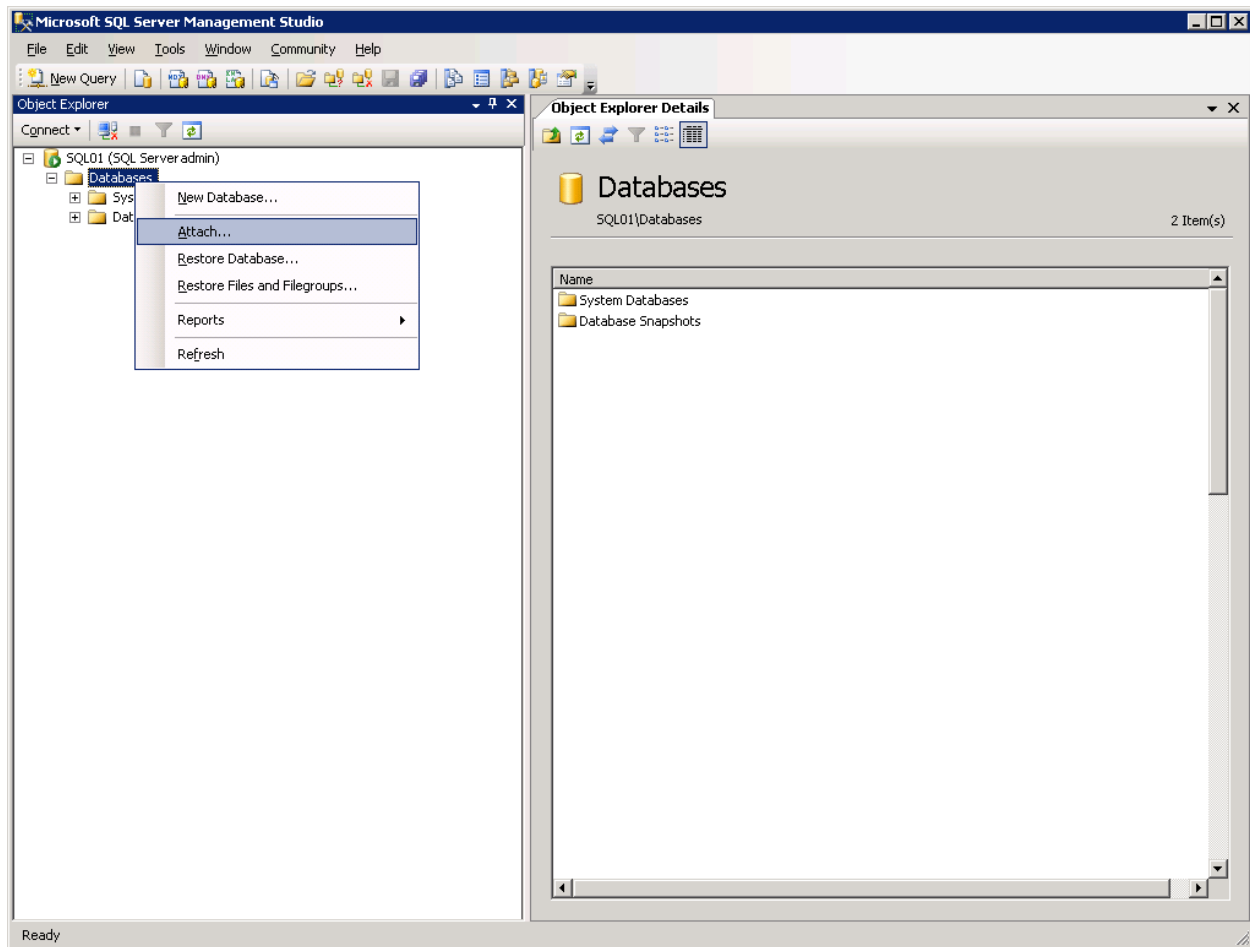 Microsoft SQL Server Management Studio
File Edit View Tools Window Community Help
New Query
Object Explorer
Connect
SQL01 (SQL Server admin)
Databases
Sys
Dat
New Database...
Attach...
Restore Database...
Restore Files and Filegroups...
Reports
Refresh
Object Explorer Details
Databases
SQL01\Databases
2 Item(s)
Name
System Databases
Database Snapshots
Ready